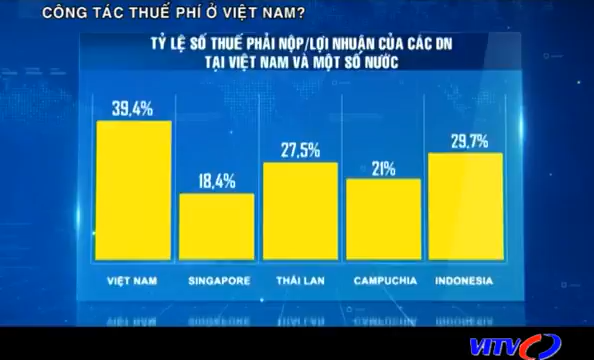 CÔNG TÁC THUẾ PHÍ Ở VIỆT NAM?
TỶ LỆ SỐ THUẾ PHẢI NỘP/LỢI NHUẬN CỦA CÁC DN
TẠI VIỆT NAM VÀ MỘT SỐ NƯỚC
39,4% 18,4% 27,5% 21% 29,7%
VIỆT NAM SINGAPORE THÁI LAN CAMPUCHIA INDONESIA
VITV